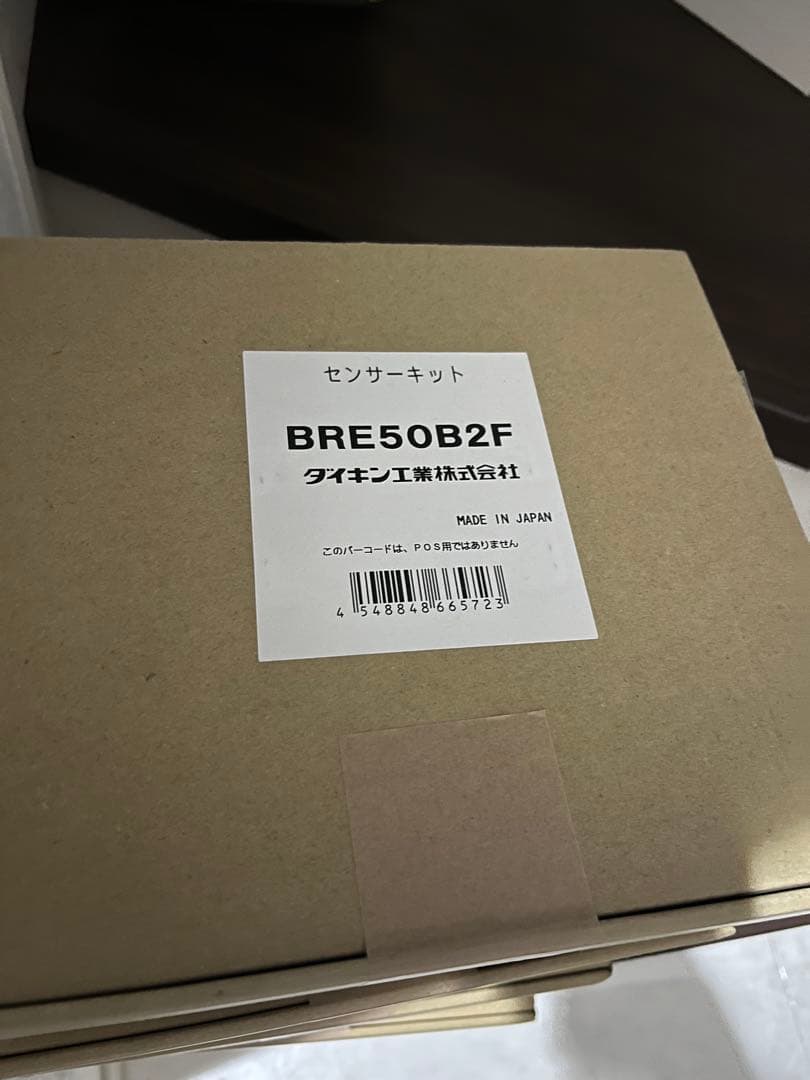 センサーキット
BRE50B2F
ダイキン工業株式会社
MADE IN JAPAN
このバーコードは、POS用ではありません
4 548848 665723